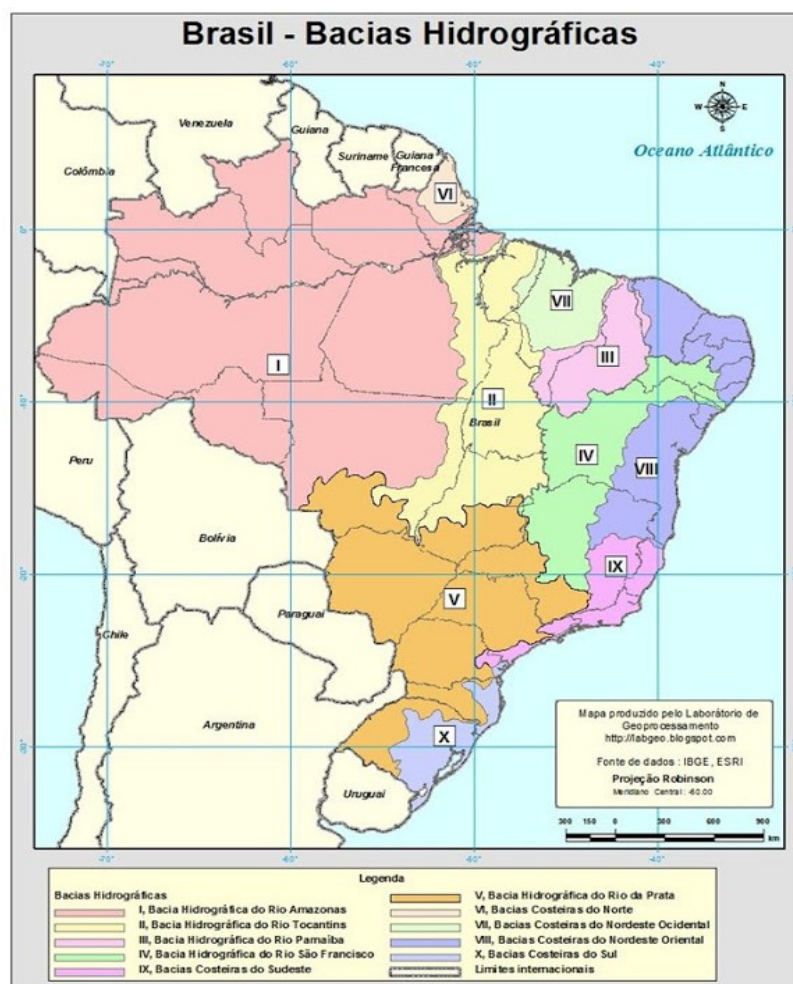 Brasil - Bacias Hidrográficas
-70°
-60°
-50°
-40°
N
W
E
S
Oceano Atlântico
Venezuela
Guiana
Suriname
Guiana
Francesa
Colômbia
VI
0°
0°
VII
III
I
II
Brasil
-10°
-10°
Peru
IV
VIII
Bolívia
IX
-20°
-20°
V
Paraguai
Chile
Argentina
X
-30°
-30°
Uruguai
Mapa produzido pelo Laboratório de
Geoprocessamento
http://labgeo.blogspot.com
Fonte de dados : IBGE , ESRI
Projeção Robinson
Meridiano Central : -60.00
300 150 0 300 600 900
km
-70°
-60°
-50°
-40°
Legenda
Bacias Hidrográficas
I, Bacia Hidrográfica do Rio Amazonas
II, Bacia Hidrográfica do Rio Tocantins
III, Bacia Hidrográfica do Rio Parnaíba
IV, Bacia Hidrográfica do Rio São Francisco
IX, Bacias Costeiras do Sudeste
V, Bacia Hidrográfica do Rio da Prata
VI, Bacias Costeiras do Norte
VII, Bacias Costeiras do Nordeste Ocidental
VIII, Bacias Costeiras do Nordeste Oriental
X, Bacias Costeiras do Sul
Limites internacionais